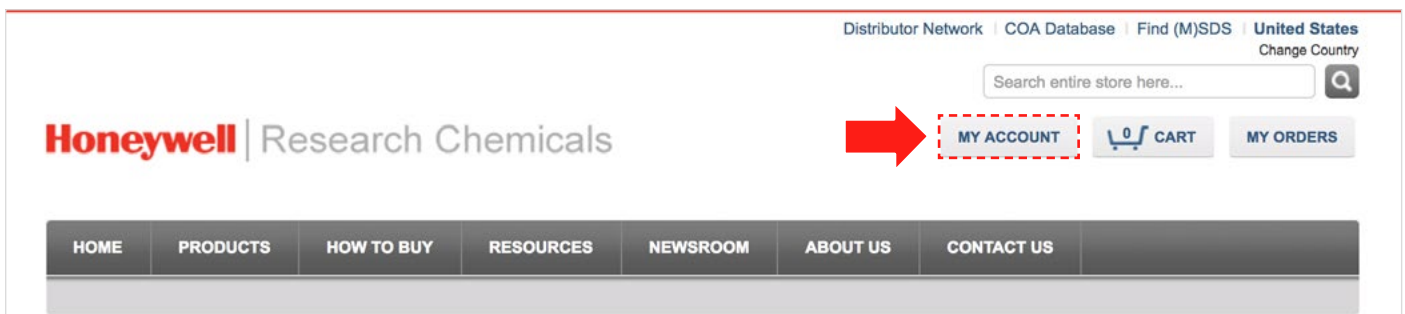 Distributor Network | COA Database | Find (M)SDS | United States
Change Country
Search entire store here...
Honeywell | Research Chemicals
MY ACCOUNT
0 CART
MY ORDERS
HOME PRODUCTS HOW TO BUY RESOURCES NEWSROOM ABOUT US CONTACT US